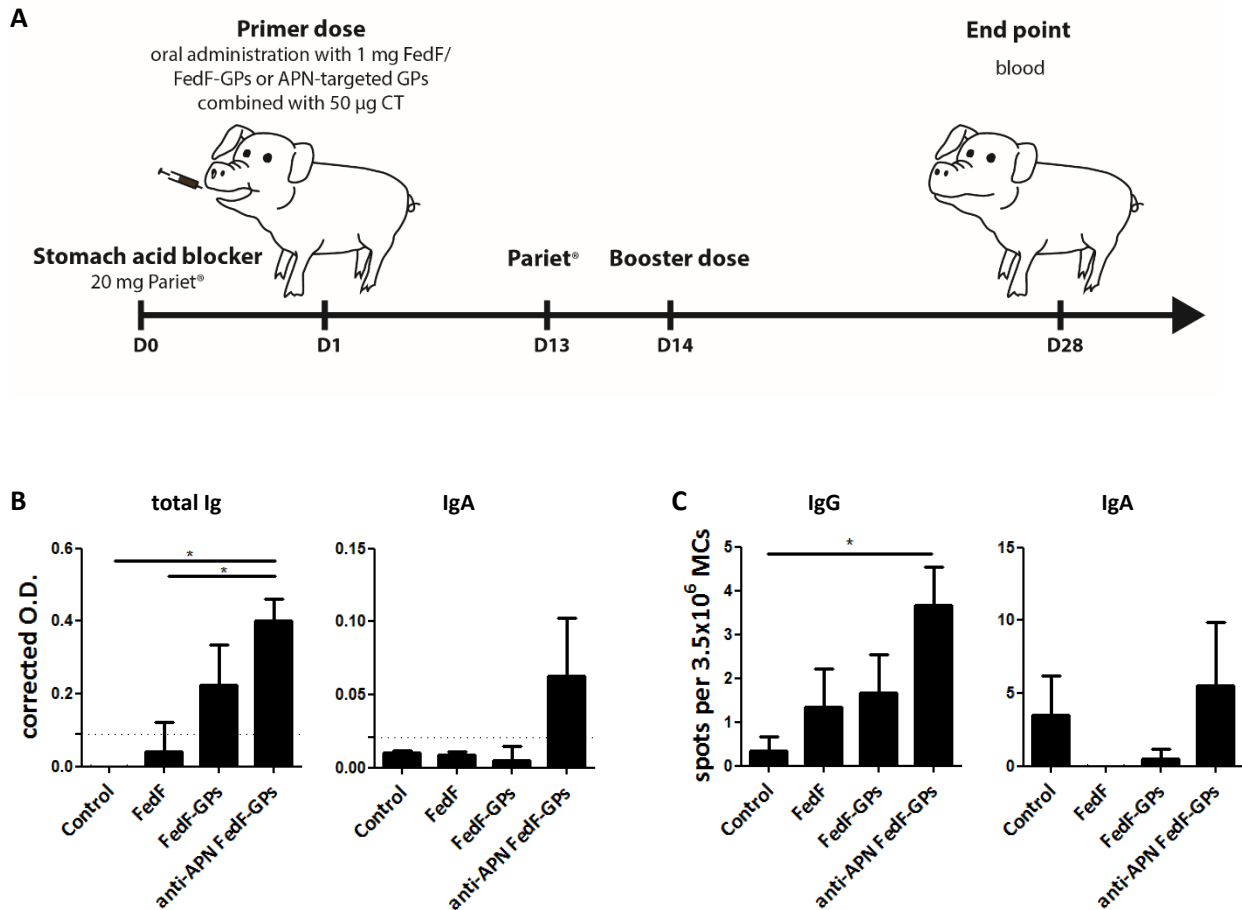 A
Primer dose
oral administration with 1 mg FedF/
FedF-GPs or APN-targeted GPs
combined with 50 µg CT
End point
blood
Stomach acid blocker
20 mg Pariet®
Pariet®
Booster dose
D0
D1
D13
D14
D28
B
total Ig
IgA
corrected O.D.
0.6
0.4
0.2
0.0
*
*
Control
FedF
FedF-GPs
anti-APN FedF-GPs
0.15
0.10
0.05
0.00
Control
FedF
FedF-GPs
anti-APN FedF-GPs
C
IgG
IgA
spots per 3.5x10⁶ MCs
5
4
3
2
1
0
*
Control
FedF
FedF-GPs
anti-APN FedF-GPs
15
10
5
0
Control
FedF
FedF-GPs
anti-APN FedF-GPs